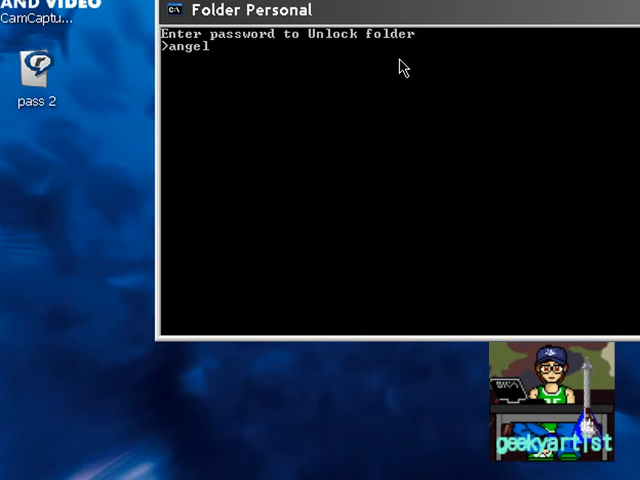 AND VIDEO
CamCaptu...
pass 2
Folder Personal
Enter password to Unlock folder
>angel
geekyartist